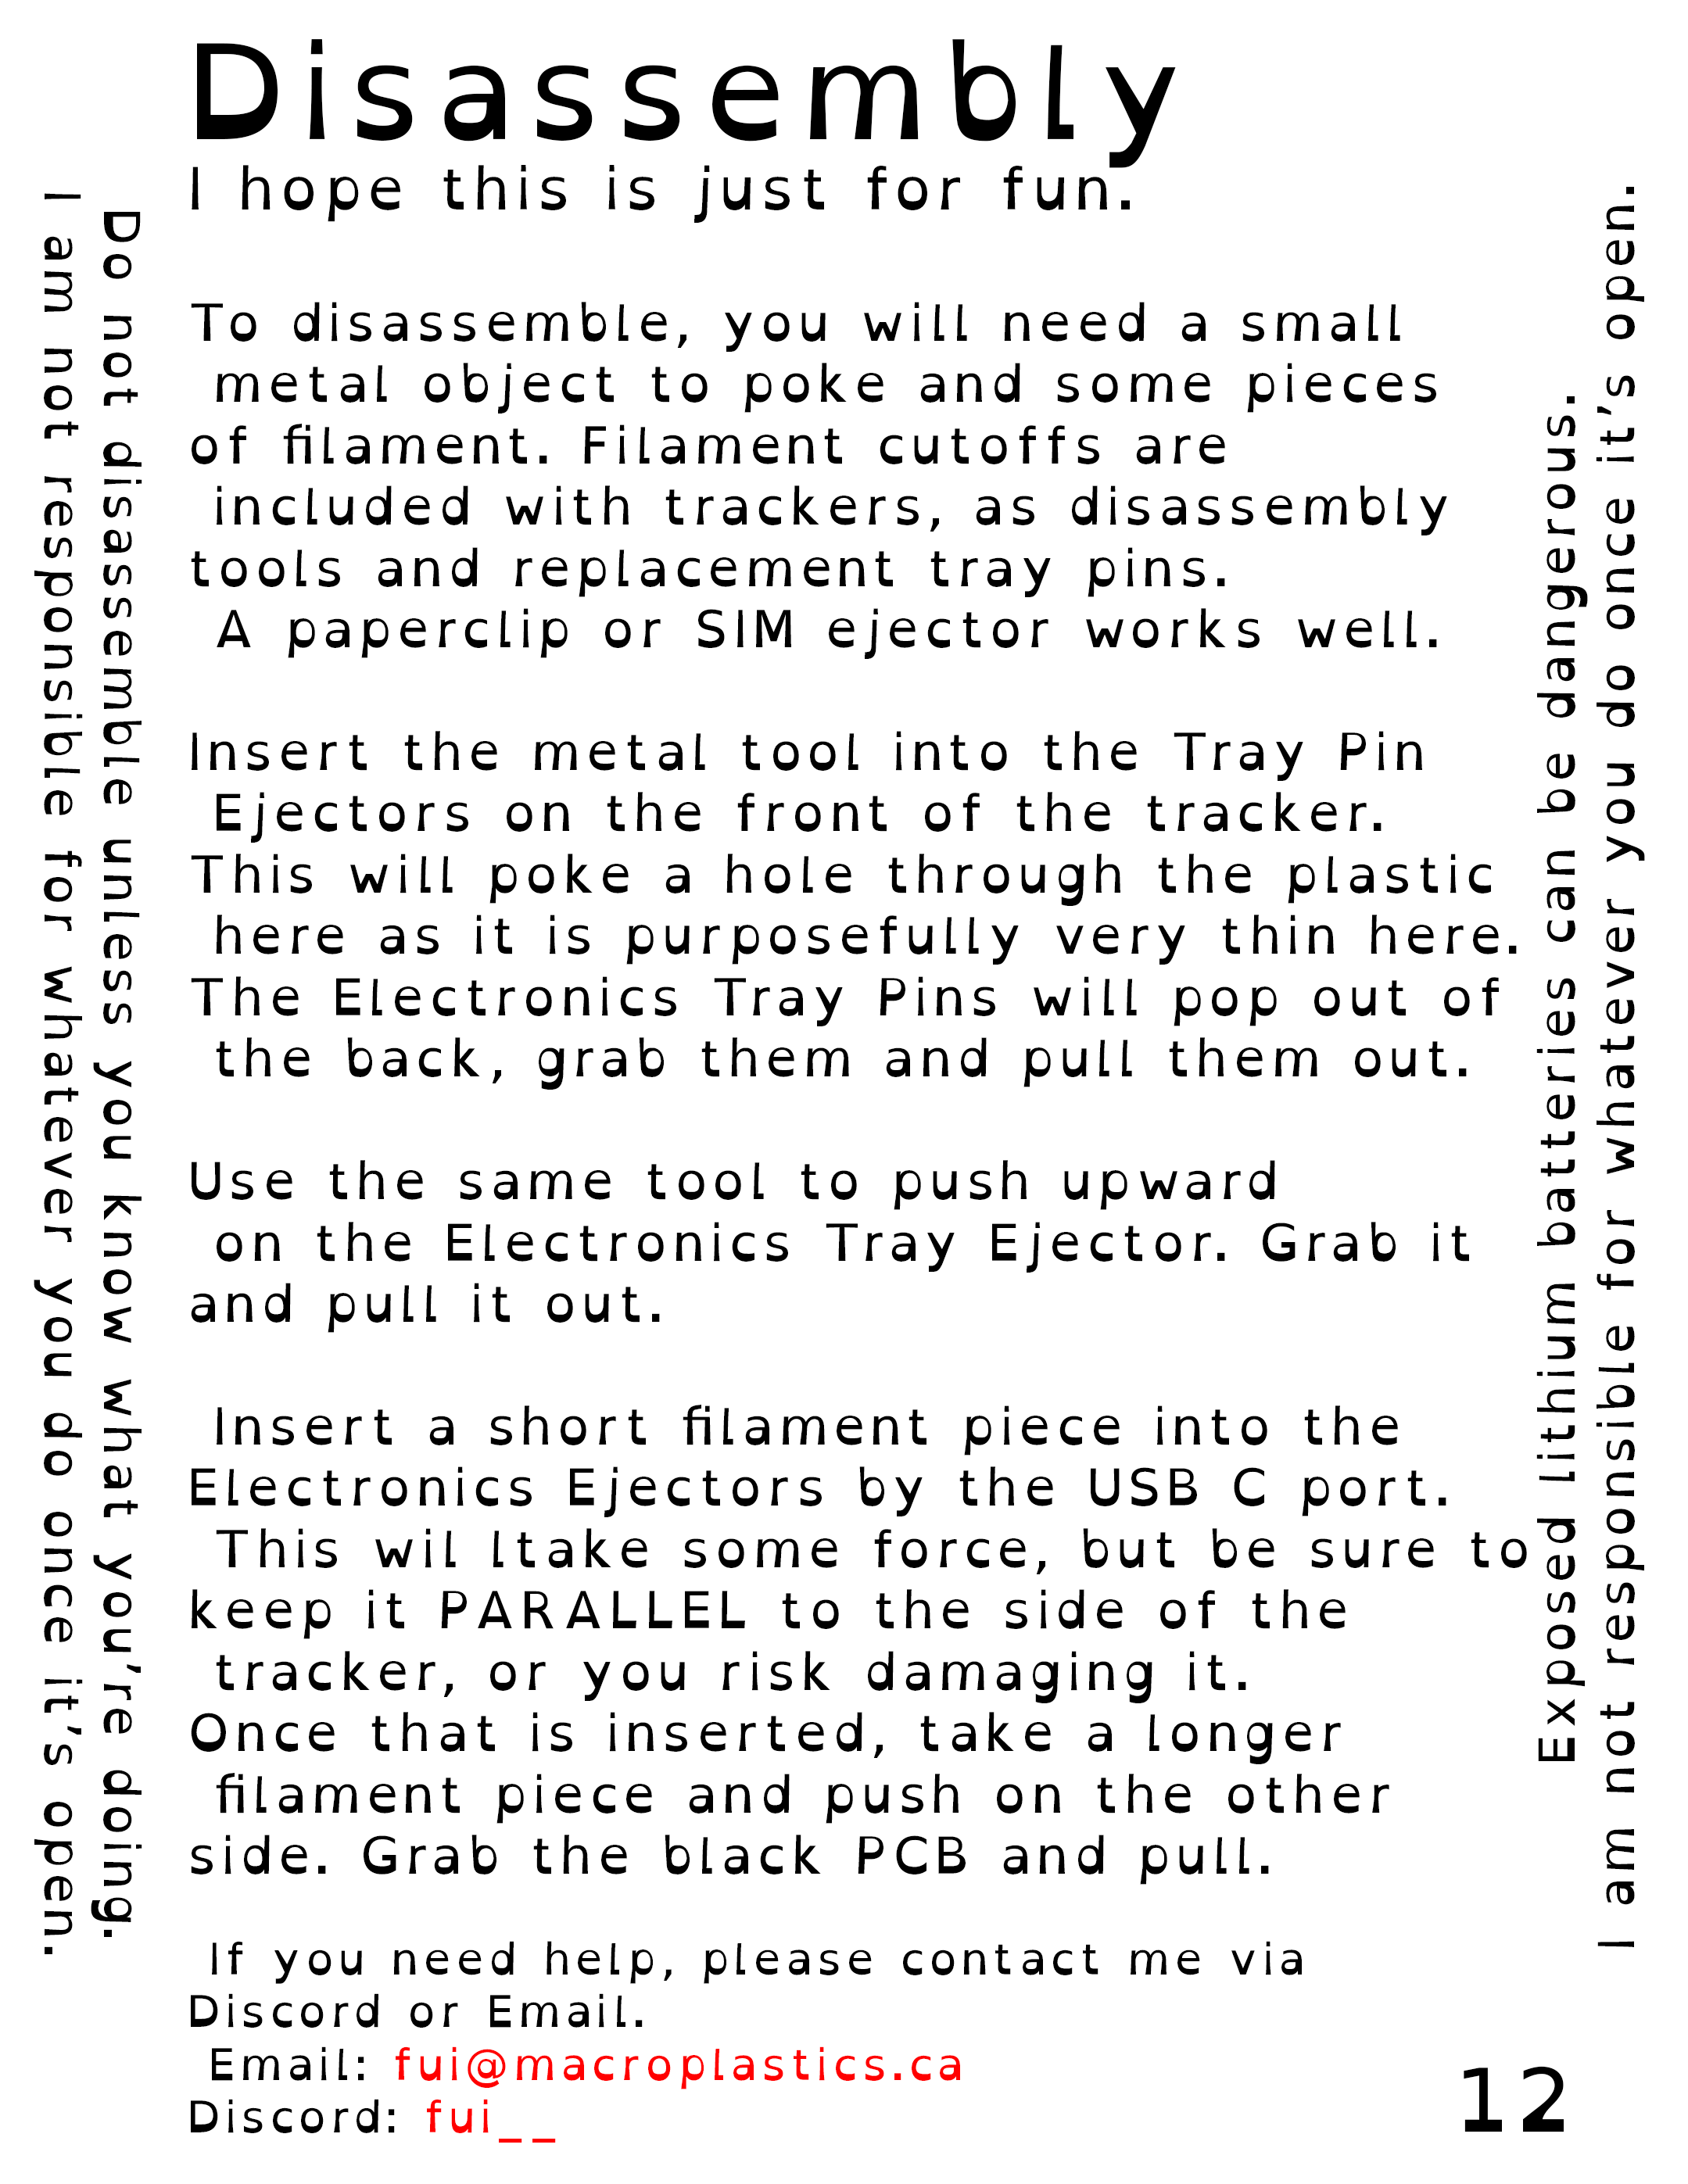 Disassembly
I hope this is just for fun.
To disassemble, you will need a small
metal object to poke and some pieces
of filament. Filament cutoffs are
included with trackers, as disassembly
tools and replacement tray pins.
A paperclip or SIM ejector works well.
Insert the metal tool into the Tray Pin
Ejectors on the front of the tracker.
This will poke a hole through the plastic
here as it is purposefully very thin here.
The Electronics Tray Pins will pop out of
the back, grab them and pull them out.
Use the same tool to push upward
on the Electronics Tray Ejector. Grab it
and pull it out.
Insert a short filament piece into the
Electronics Ejectors by the USB C port.
This wil ltake some force, but be sure to
keep it PARALLEL to the side of the
tracker, or you risk damaging it.
Once that is inserted, take a longer
filament piece and push on the other
side. Grab the black PCB and pull.
If you need help, please contact me via
Discord or Email.
Email: fui@macroplastics.ca
Discord: fui__
12
Do not disassemble unless you know what you're doing.
I am not responsible for whatever you do once it's open.
Exposed lithium batteries can be dangerous.
I am not responsible for whatever you do once it's open.